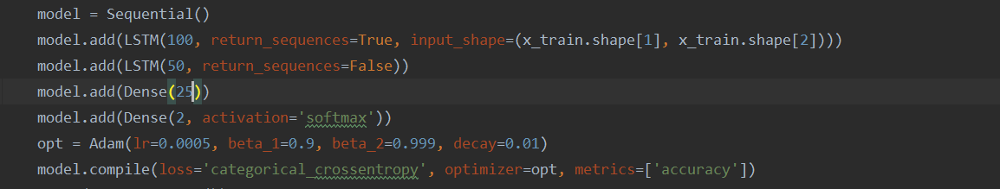 model = Sequential()
model.add(LSTM(100, return_sequences=True, input_shape=(x_train.shape[1], x_train.shape[2])))
model.add(LSTM(50, return_sequences=False))
model.add(Dense(25))
model.add(Dense(2, activation='softmax'))
opt = Adam(lr=0.0005, beta_1=0.9, beta_2=0.999, decay=0.01)
model.compile(loss='categorical_crossentropy', optimizer=opt, metrics=['accuracy'])